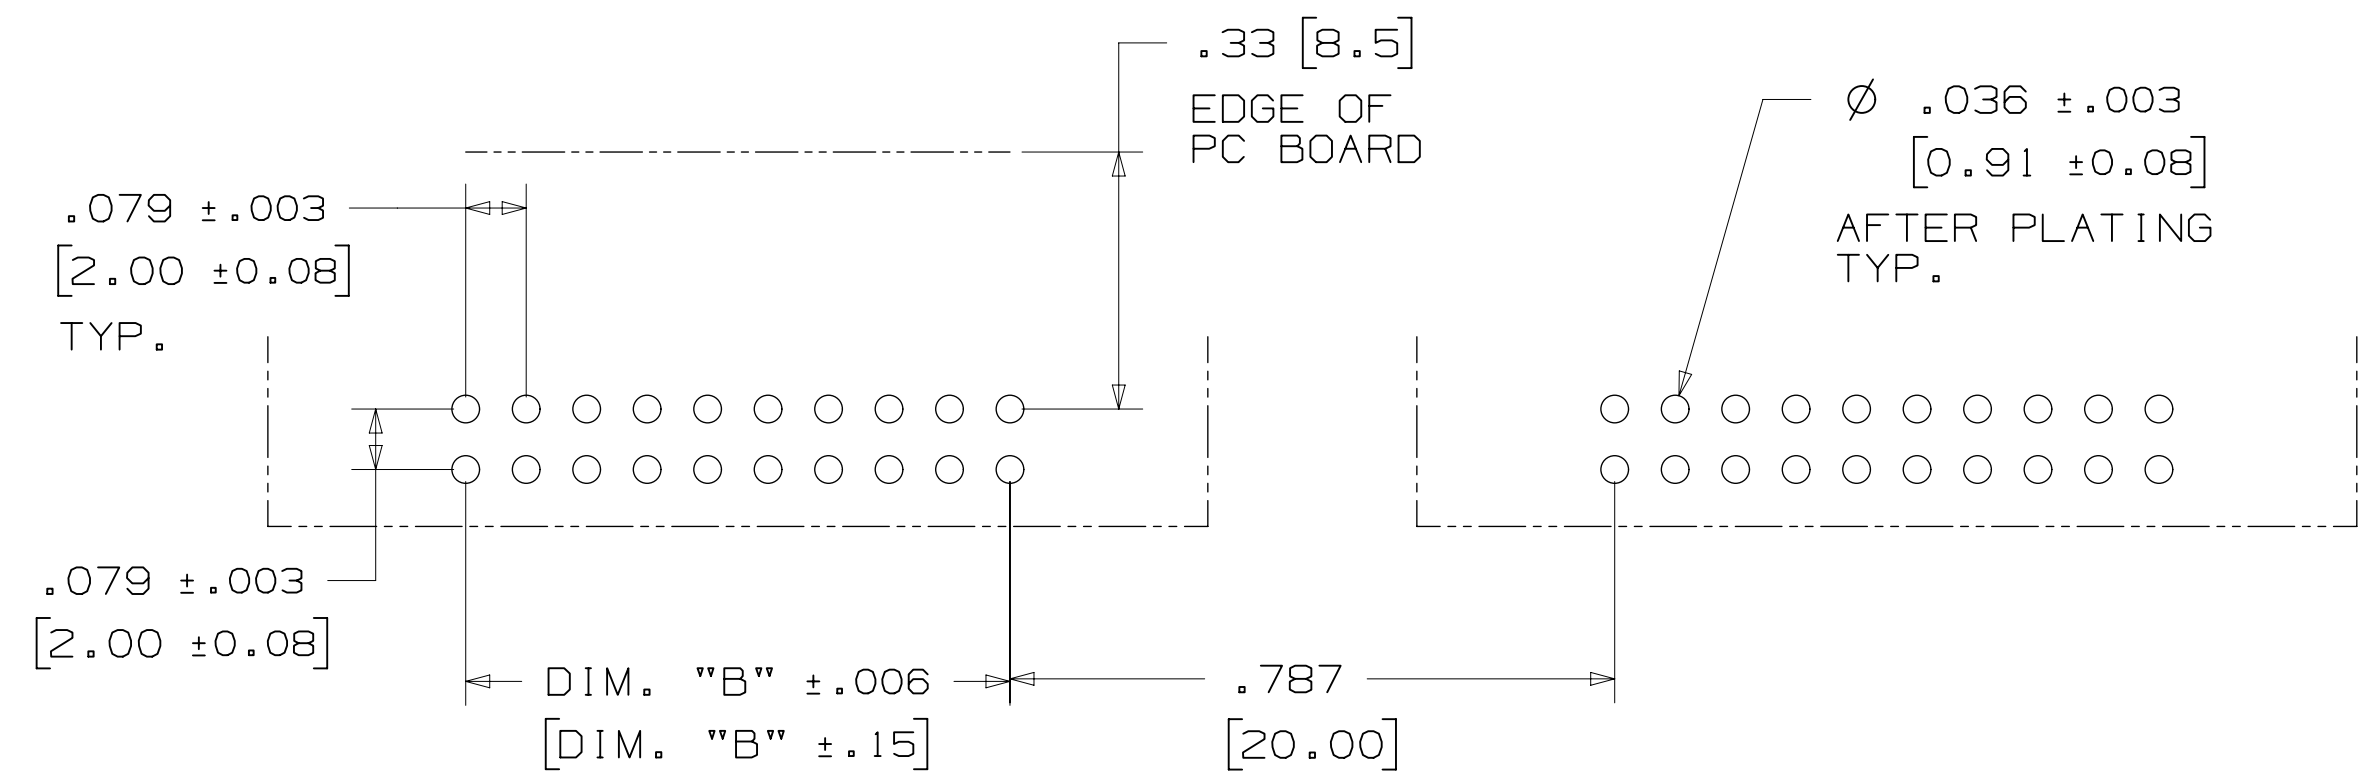 .33 [8.5]
EDGE OF
PC BOARD
Ø .036 ±.003
[0.91 ±0.08]
AFTER PLATING
TYP.
.079 ±.003
[2.00 ±0.08]
TYP.
.079 ±.003
[2.00 ±0.08]
DIM. "B" ±.006
[DIM. "B" ±.15]
.787
[20.00]